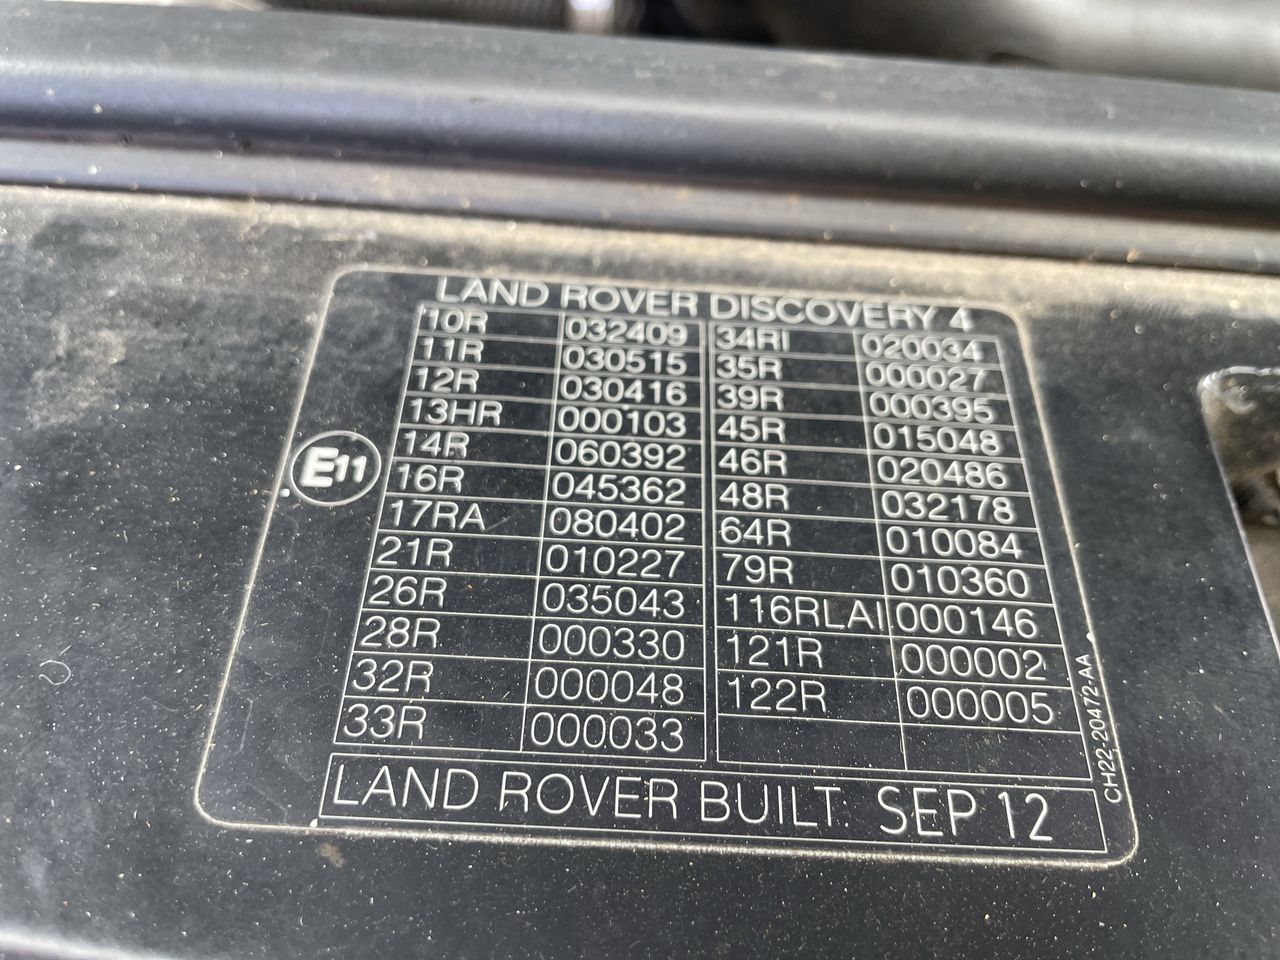 LAND ROVER DISCOVERY 4
10R 032409 34RI 020034
11R 030515 35R 000027
12R 030416 39R 000395
13HR 000103 45R 015048
14R 060392 46R 020486
16R 045362 48R 032178
17RA 080402 64R 010084
21R 010227 79R 010360
26R 035043 116RLAI 000146
28R 000330 121R 000002
32R 000048 122R 000005
33R 000033
E11
CH22-20472-AA
LAND ROVER BUILT: SEP 12